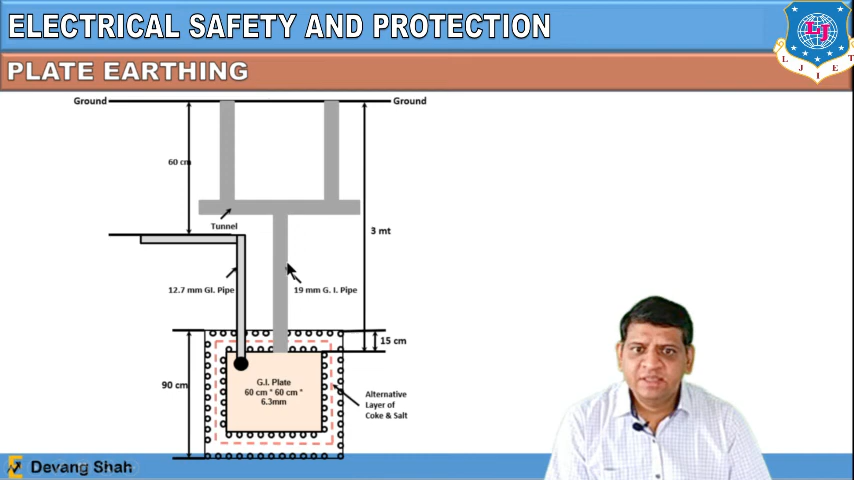 ELECTRICAL SAFETY AND PROTECTION
LJ
L J I E T
PLATE EARTHING
Ground
Ground
60 cm
Tunnel
3 mt
12.7 mm GI. Pipe
19 mm G. I. Pipe
15 cm
90 cm
G.I. Plate
60 cm * 60 cm *
6.3mm
Alternative
Layer of
Coke & Salt
Devang Shah